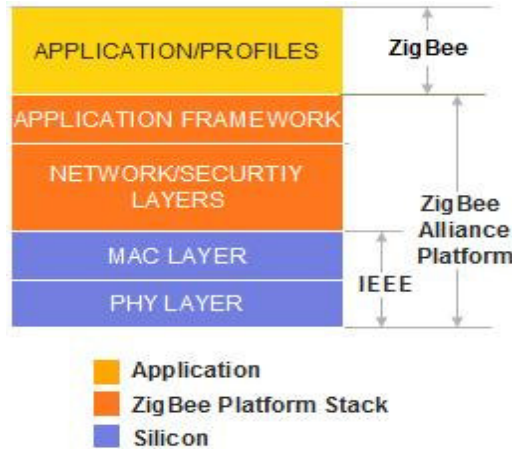 APPLICATION/PROFILES
ZigBee
APPLICATION FRAMEWORK
NETWORK/SECURTIY
LAYERS
ZigBee
Alliance
Platform
MAC LAYER
IEEE
PHY LAYER
Application
ZigBee Platform Stack
Silicon